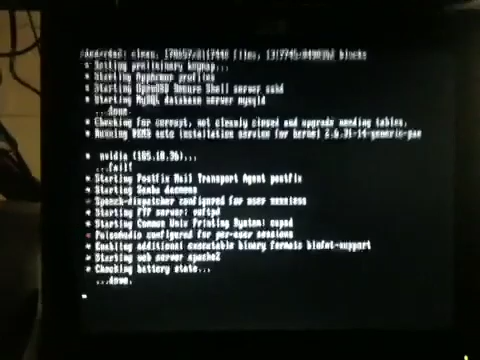 clean, files, blocks
* Setting preliminary keymap...
* Starting AppArmor profiles
* Starting OpenBSD Secure Shell server sshd
* Starting MySQL database server mysqld
...done.
* Checking for corrupt, not cleanly closed and upgrade needing tables.
* Running DKMS auto installation service for kernel 2.6.31-14-generic-pae
* nvidia (185.18.36)...
...fail!
* Starting Postfix Mail Transport Agent postfix
* Starting Samba daemons
* Speech-dispatcher configured for user sessions
* Starting FTP server: vsftpd
* Starting Common Unix Printing System: cupsd
* PulseAudio configured for per-user sessions
* Enabling additional executable binary formats binfmt-support
* Starting web server apache2
* Checking battery state...
...done.